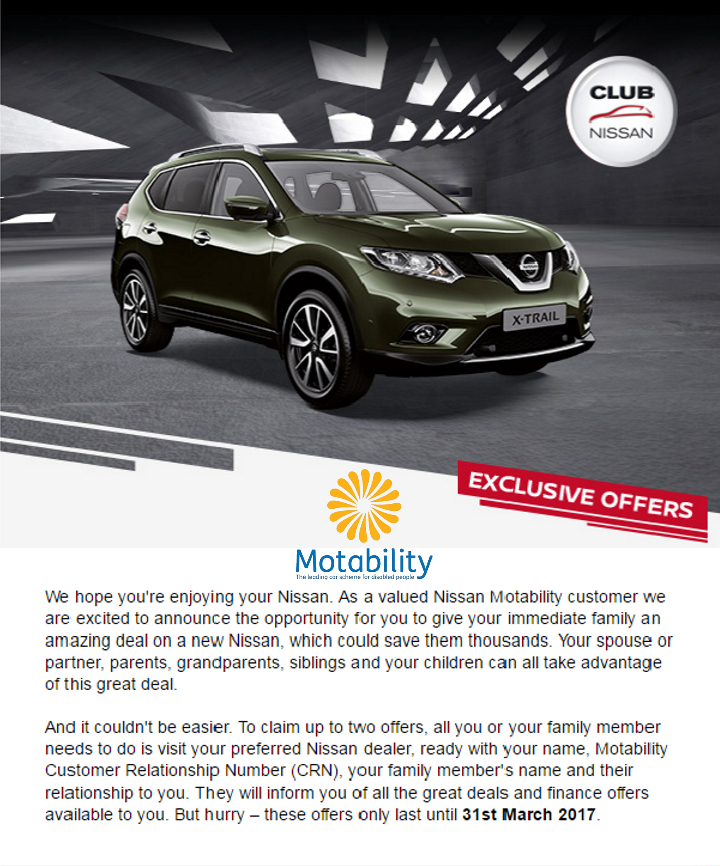 CLUB
NISSAN
X-TRAIL
EXCLUSIVE OFFERS
Motability
The leading car scheme for disabled people
We hope you're enjoying your Nissan. As a valued Nissan Motability customer we
are excited to announce the opportunity for you to give your immediate family an
amazing deal on a new Nissan, which could save them thousands. Your spouse or
partner, parents, grandparents, siblings and your children can all take advantage
of this great deal.
And it couldn't be easier. To claim up to two offers, all you or your family member
needs to do is visit your preferred Nissan dealer, ready with your name, Motability
Customer Relationship Number (CRN), your family member's name and their
relationship to you. They will inform you of all the great deals and finance offers
available to you. But hurry – these offers only last until 31st March 2017.